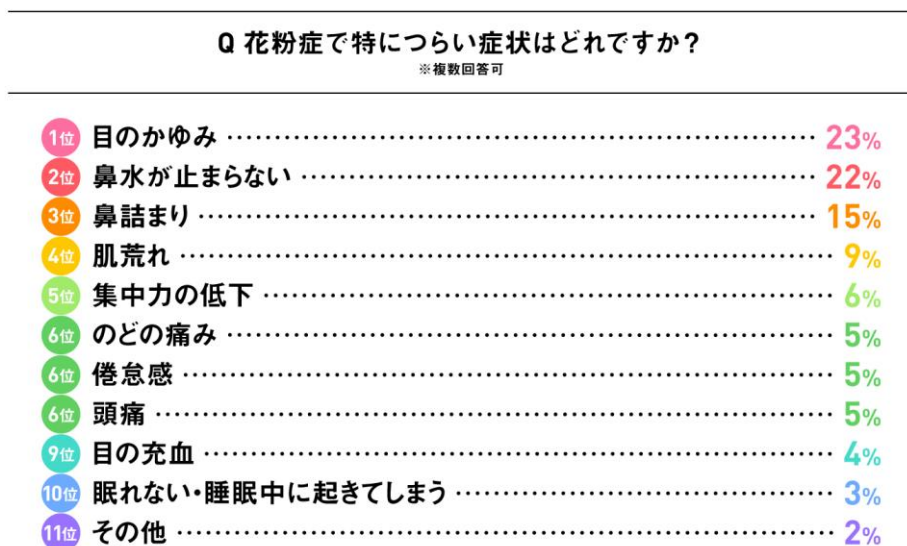 Q 花粉症で特につらい症状はどれですか?
※複数回答可
1位 目のかゆみ 23%
2位 鼻水が止まらない 22%
3位 鼻詰まり 15%
4位 肌荒れ 9%
5位 集中力の低下 6%
6位 のどの痛み 5%
6位 倦怠感 5%
6位 頭痛 5%
9位 目の充血 4%
10位 眠れない・睡眠中に起きてしまう 3%
11位 その他 2%